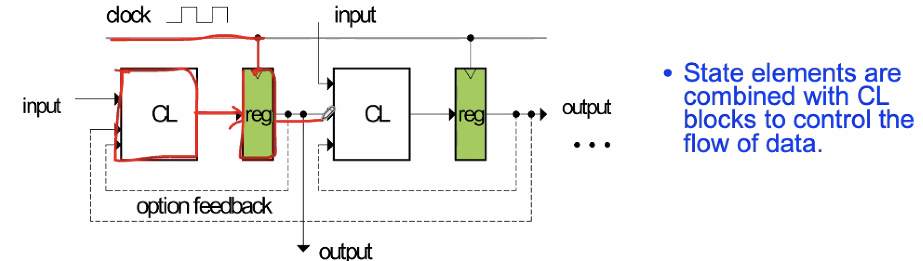 clock
input
input
CL
reg
CL
reg
output
option feedback
output
• • •
• State elements are
combined with CL
blocks to control the
flow of data.